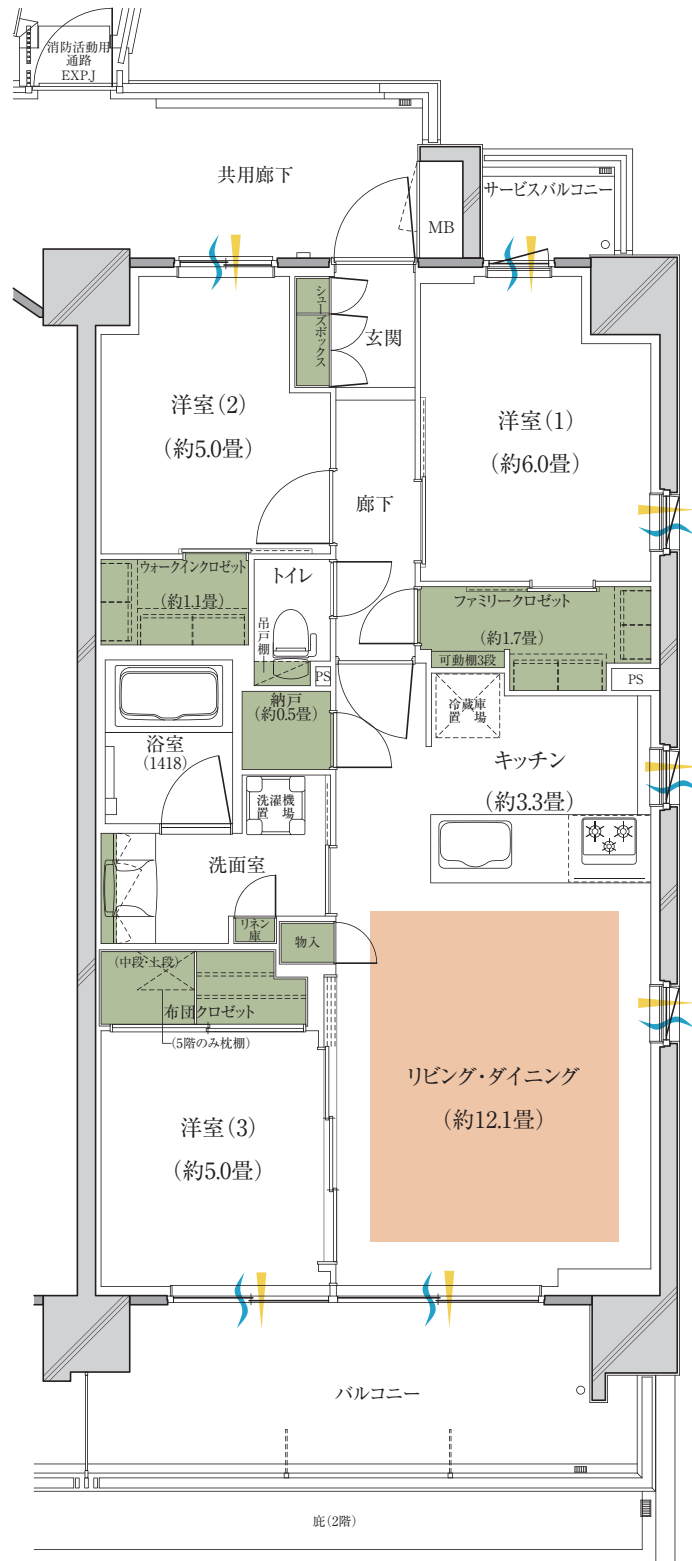 消防活動用
通路
EXP.J
共用廊下
MB
サービスバルコニー
シューズボックス
玄関
洋室(2)
(約5.0畳)
洋室(1)
(約6.0畳)
廊下
ウォークインクロゼット
(約1.1畳)
トイレ
吊戸棚
PS
ファミリークロゼット
(約1.7畳)
可動棚3段
PS
納戸
(約0.5畳)
冷蔵庫
置場
浴室
(1418)
キッチン
(約3.3畳)
洗濯機
置場
洗面室
リネン
庫
物入
(中段・上段)
布団クロゼット
(5階のみ枕棚)
リビング・ダイニング
(約12.1畳)
洋室(3)
(約5.0畳)
バルコニー
庇(2階)